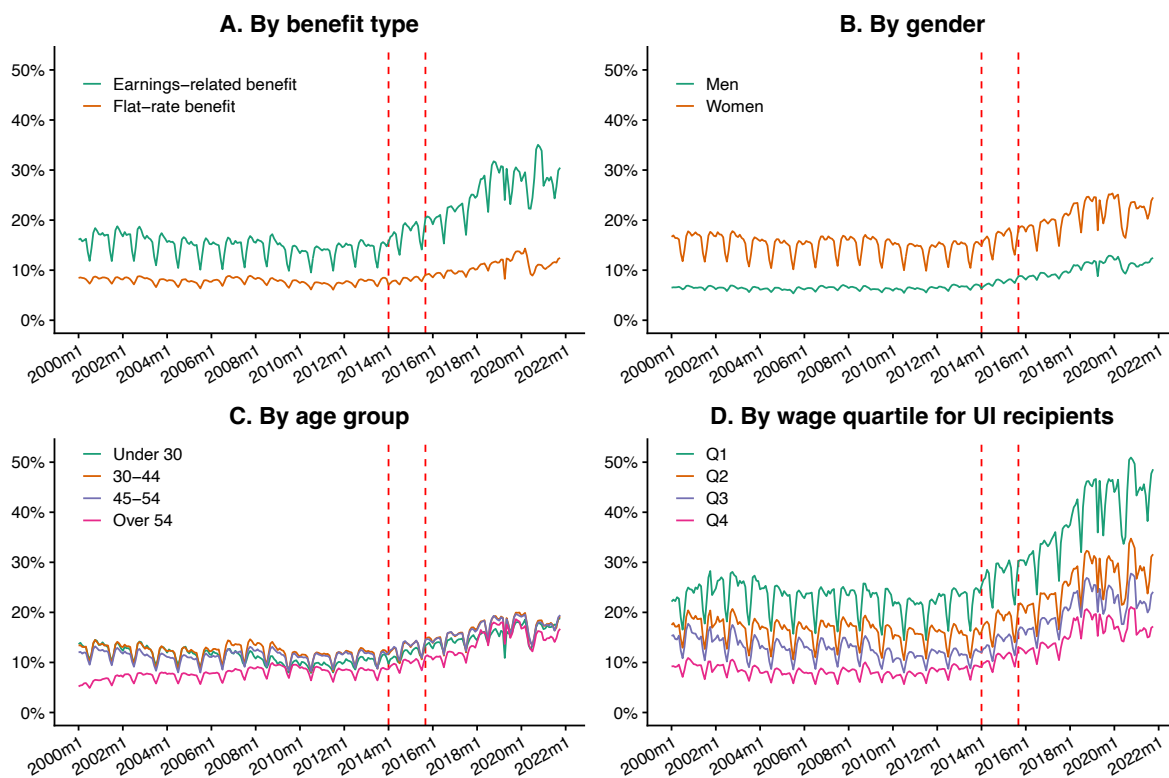 A. By benefit type
50%
40%
30%
20%
10%
0%
Earnings−related benefit
Flat−rate benefit
2000m1
2002m1
2004m1
2006m1
2008m1
2010m1
2012m1
2014m1
2016m1
2018m1
2020m1
2022m1
B. By gender
50%
40%
30%
20%
10%
0%
Men
Women
2000m1
2002m1
2004m1
2006m1
2008m1
2010m1
2012m1
2014m1
2016m1
2018m1
2020m1
2022m1
C. By age group
50%
40%
30%
20%
10%
0%
Under 30
30−44
45−54
Over 54
2000m1
2002m1
2004m1
2006m1
2008m1
2010m1
2012m1
2014m1
2016m1
2018m1
2020m1
2022m1
D. By wage quartile for UI recipients
50%
40%
30%
20%
10%
0%
Q1
Q2
Q3
Q4
2000m1
2002m1
2004m1
2006m1
2008m1
2010m1
2012m1
2014m1
2016m1
2018m1
2020m1
2022m1